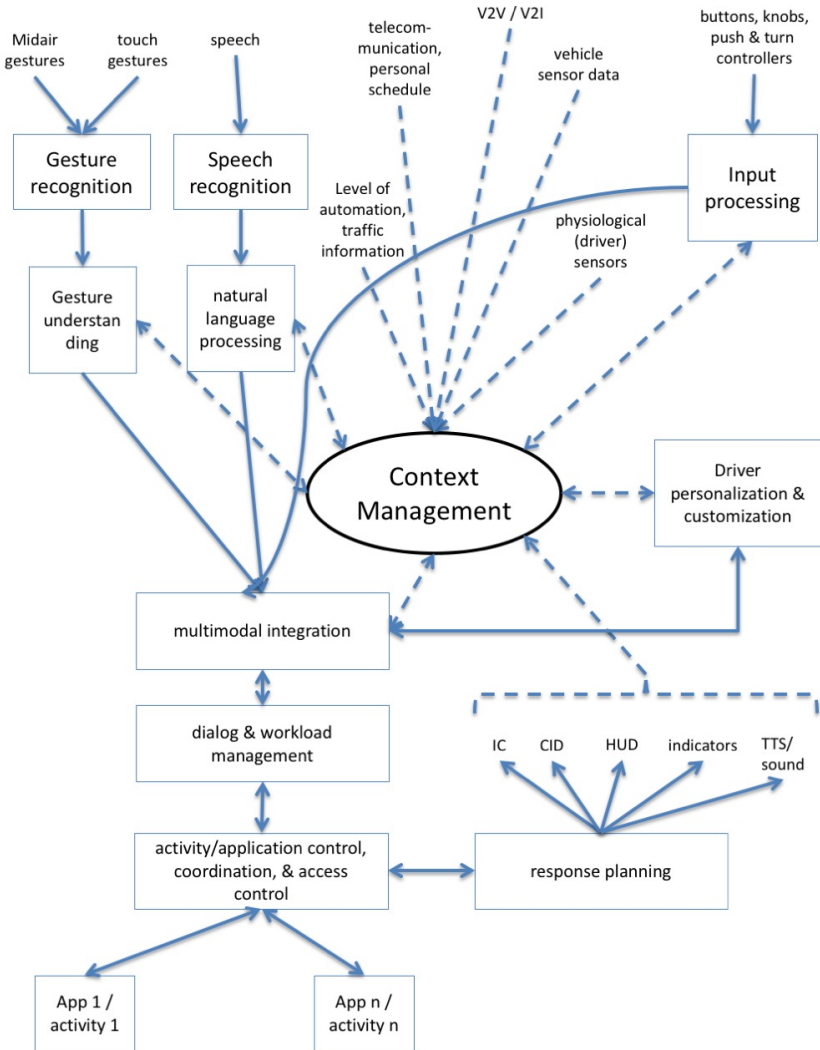 Midair
gestures
touch
gestures
speech
telecom-
munication,
personal
schedule
V2V / V2I
vehicle
sensor data
buttons, knobs,
push & turn
controllers
Gesture
recognition
Speech
recognition
Input
processing
Level of
automation,
traffic
information
physiological
(driver)
sensors
Gesture
understan
ding
natural
language
processing
Context
Management
Driver
personalization &
customization
multimodal integration
dialog & workload
management
IC
CID
HUD
indicators
TTS/
sound
activity/application control,
coordination, & access
control
response planning
App 1 /
activity 1
App n /
activity n